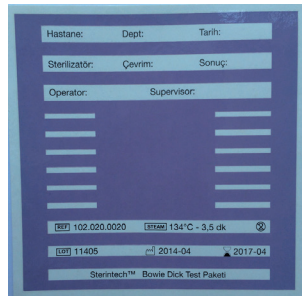 Hastane: Dept: Tarih:
Sterilizatör: Çevrim: Sonuç:
Operator: Supervisor:
REF 102.020.0020 STEAM 134°C - 3,5 dk
LOT 11405 2014-04 2017-04
Sterintech™ Bowie Dick Test Paketi